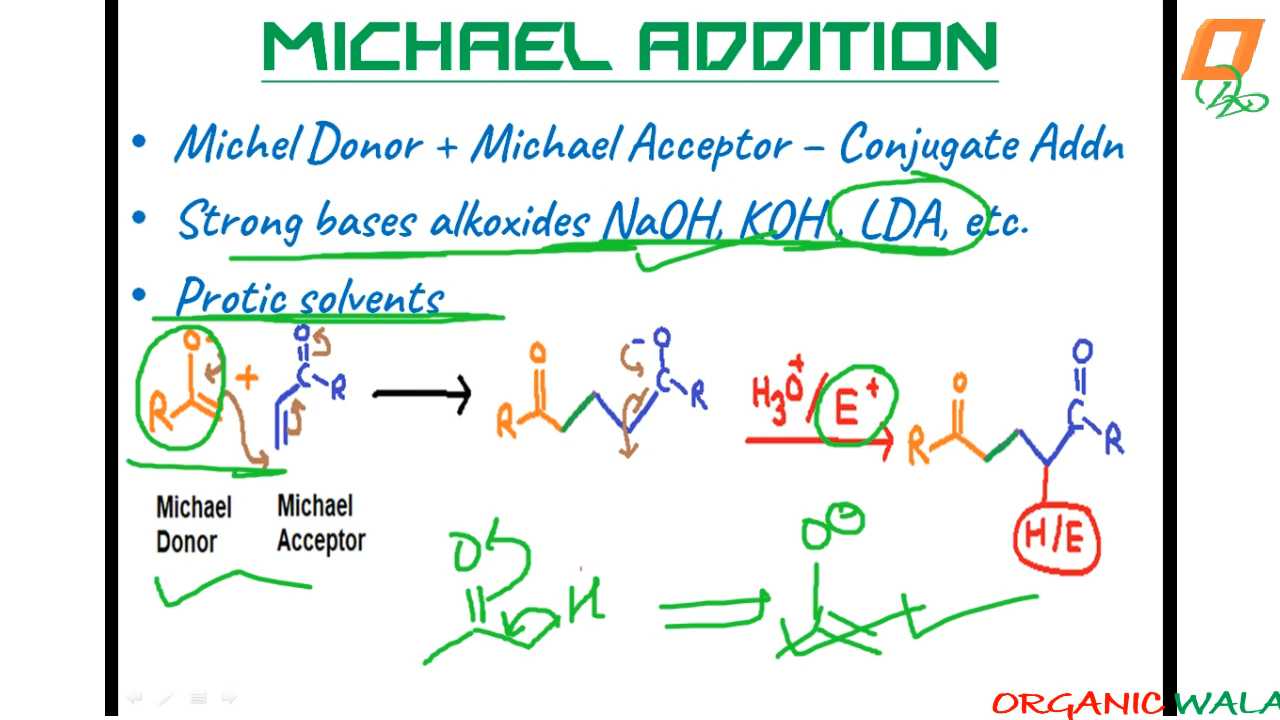 MICHAEL ADDITION
• Michel Donor + Michael Acceptor – Conjugate Addn
• Strong bases alkoxides NaOH, KOH, LDA, etc.
• Protic solvents
O⁻ R + O C R
O R ⁻O C R
H₃O⁺/E⁺
O R O C R
H/E
Michael Donor
Michael Acceptor
O H
O⊖
ORGANIC WALA